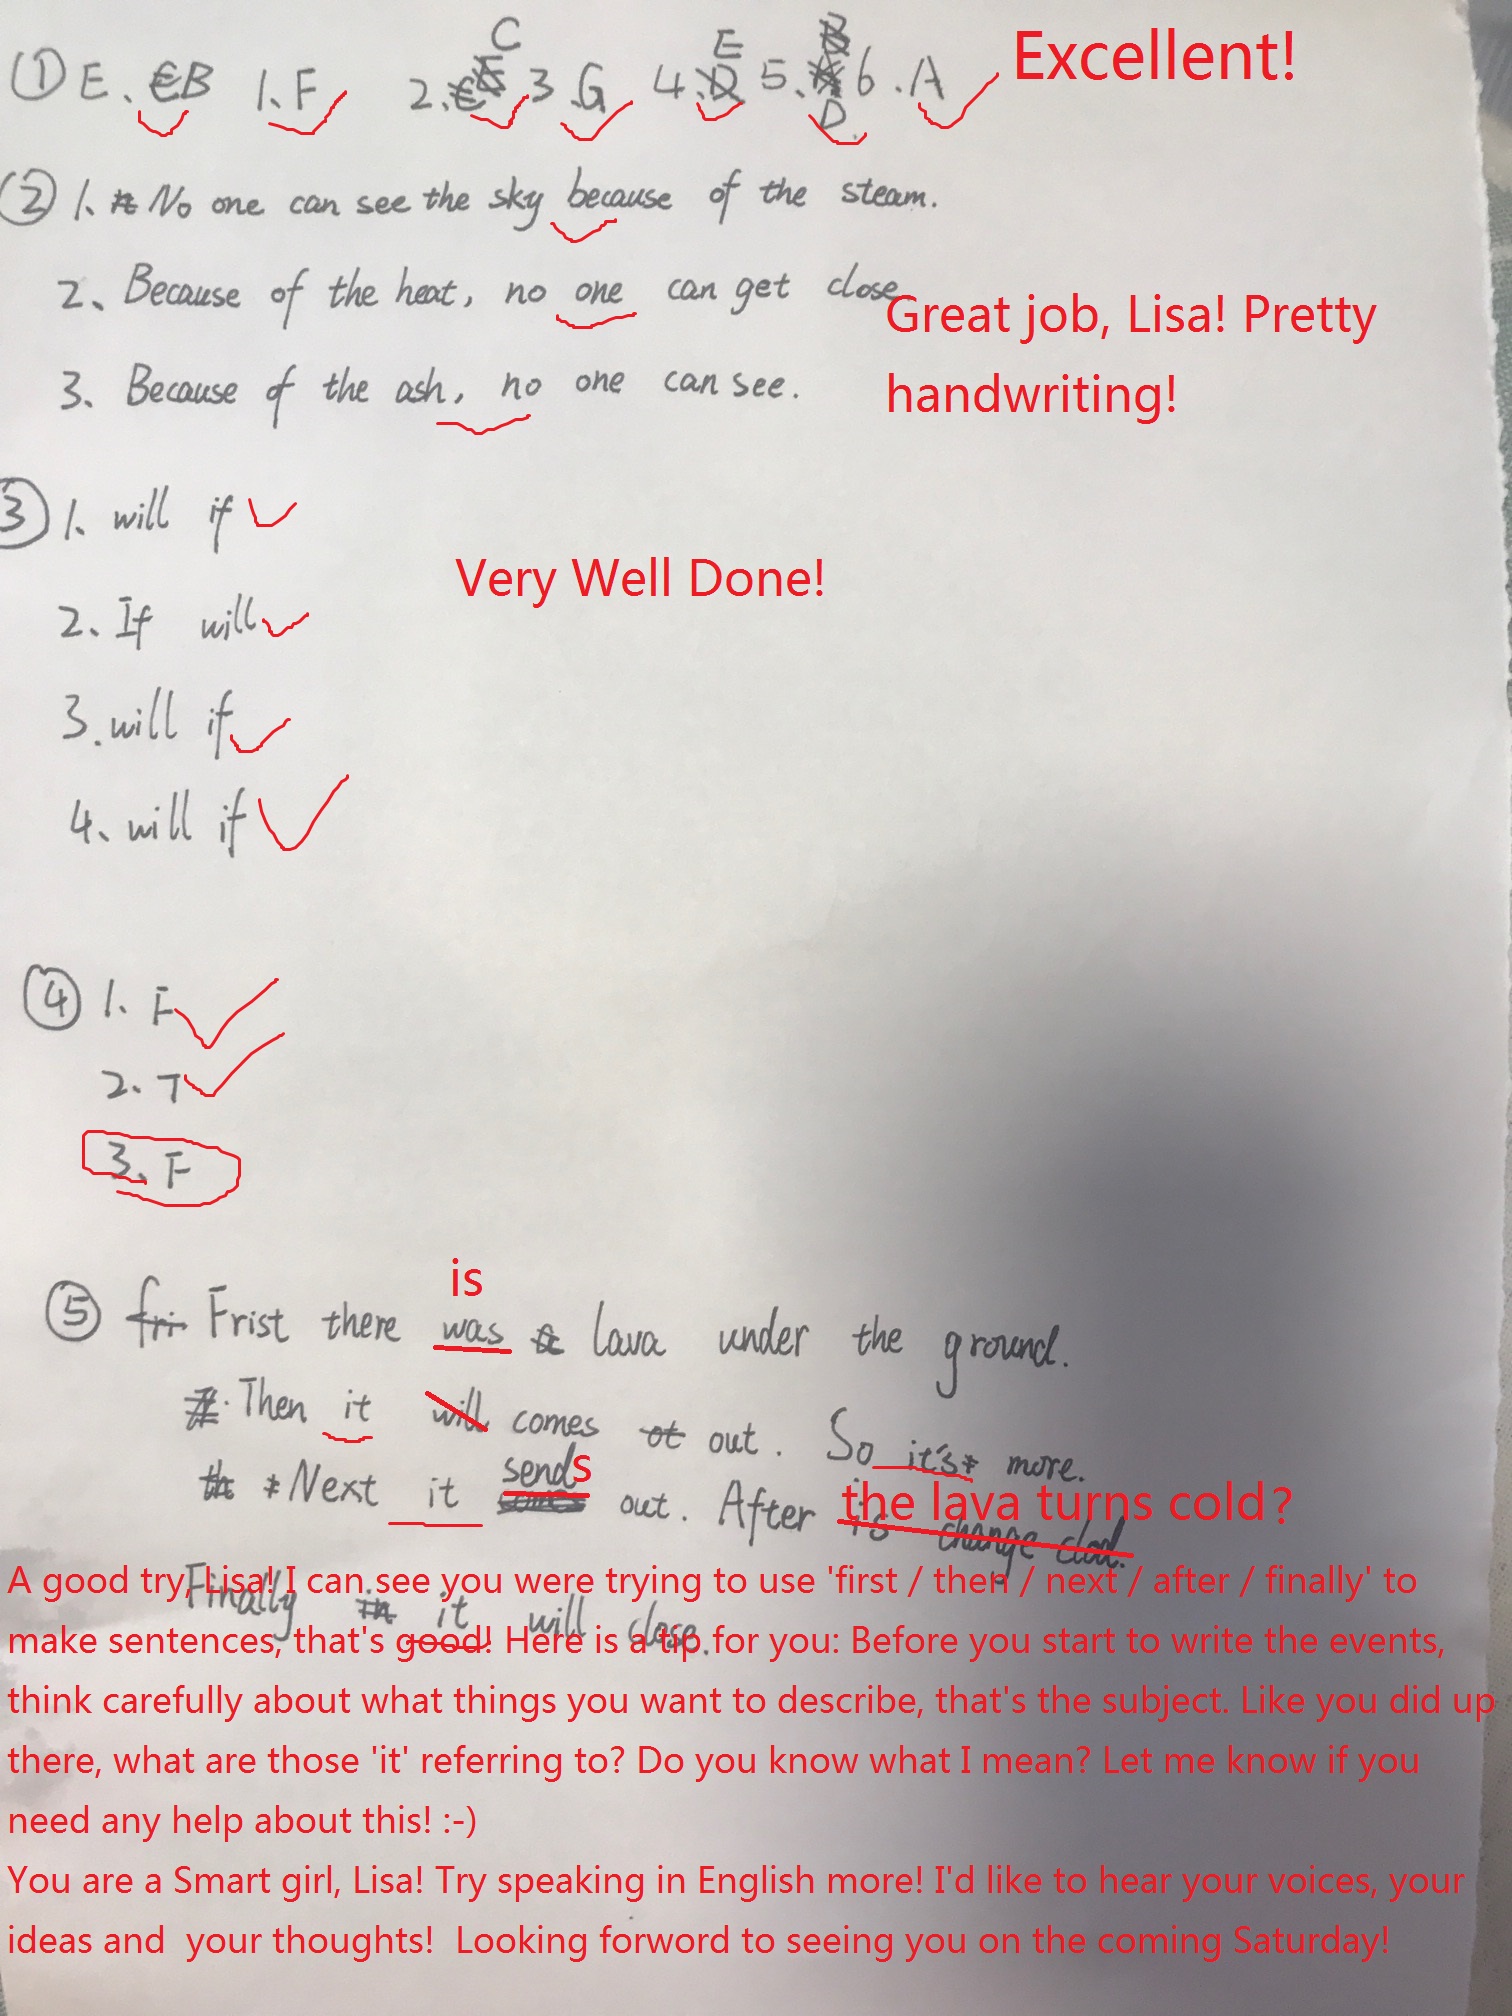 ① E. B 1. F 2. C 3. G 4. E 5. D 6. A Excellent!
② 1. No one can see the sky because of the steam.
2. Because of the heat, no one can get close
Great job, Lisa! Pretty
handwriting!
3. Because of the ash, no one can see.
③ 1. will if
2. If will
Very Well Done!
3. will if
4. will if
④ 1. F
2. T
3. F
is
⑤ fri Frist there was a lava under the ground.
Then it will comes ot out. So it's more.
th Next it sends out. After is change clod.
the lava turns cold?
Finally in it will close.
A good try, Lisa! I can see you were trying to use 'first / then / next / after / finally' to
make sentences, that's good! Here is a tip for you: Before you start to write the events,
think carefully about what things you want to describe, that's the subject. Like you did up
there, what are those 'it' referring to? Do you know what I mean? Let me know if you
need any help about this! :-)
You are a Smart girl, Lisa! Try speaking in English more! I'd like to hear your voices, your
ideas and your thoughts! Looking forword to seeing you on the coming Saturday!